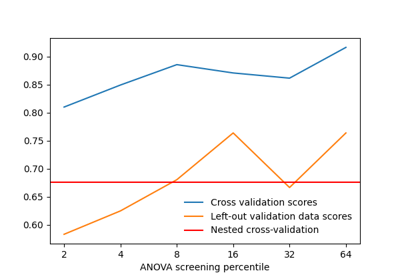 0.90
0.85
0.80
0.75
0.70
0.65
0.60
Cross validation scores
Left-out validation data scores
Nested cross-validation
2 4 8 16 32 64
ANOVA screening percentile